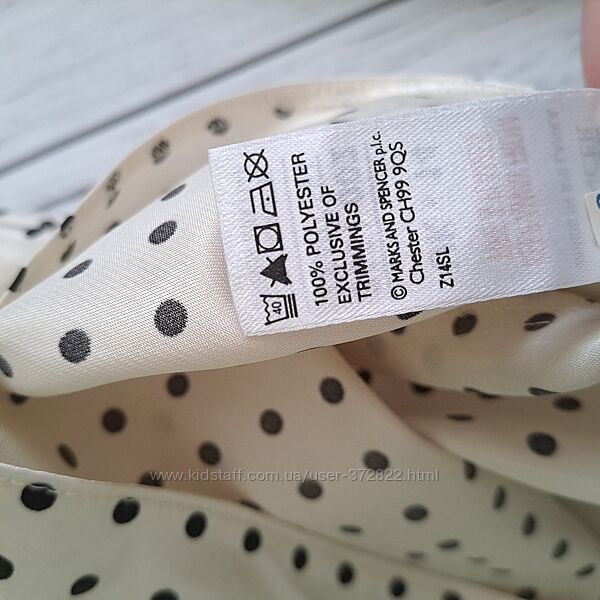 40
100% POLYESTER
EXCLUSIVE OF
TRIMMINGS
© MARKS AND SPENCER p.l.c.
Chester CH99 9QS
Z14SL
www.kidstaff.com.ua/user-372822.html